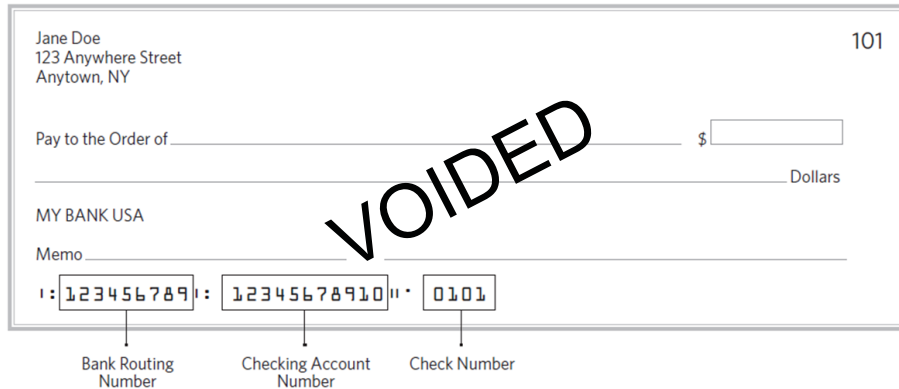 Jane Doe
101
123 Anywhere Street
Anytown, NY
Pay to the Order of
$
VOIDED
Dollars
MY BANK USA
Memo
⑆123456789⑆ 12345678910⑈ 0101
Bank Routing Number
Checking Account Number
Check Number